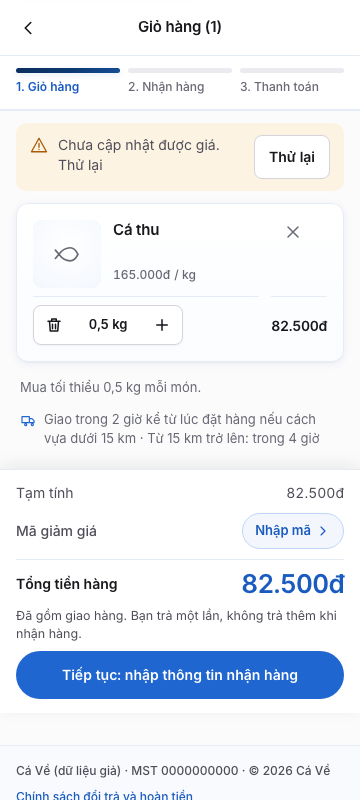 Giỏ hàng (1)
1. Giỏ hàng
2. Nhận hàng
3. Thanh toán
Chưa cập nhật được giá.
Thử lại
Thử lại
Cá thu
165.000đ / kg
0,5 kg
82.500đ
Mua tối thiểu 0,5 kg mỗi món.
Giao trong 2 giờ kể từ lúc đặt hàng nếu cách
vựa dưới 15 km · Từ 15 km trở lên: trong 4 giờ
Tạm tính
82.500đ
Mã giảm giá
Nhập mã
Tổng tiền hàng
82.500đ
Đã gồm giao hàng. Bạn trả một lần, không trả thêm khi
nhận hàng.
Tiếp tục: nhập thông tin nhận hàng
Cá Về (dữ liệu giả) · MST 0000000000 · © 2026 Cá Về
Chính sách đổi trả và hoàn tiền